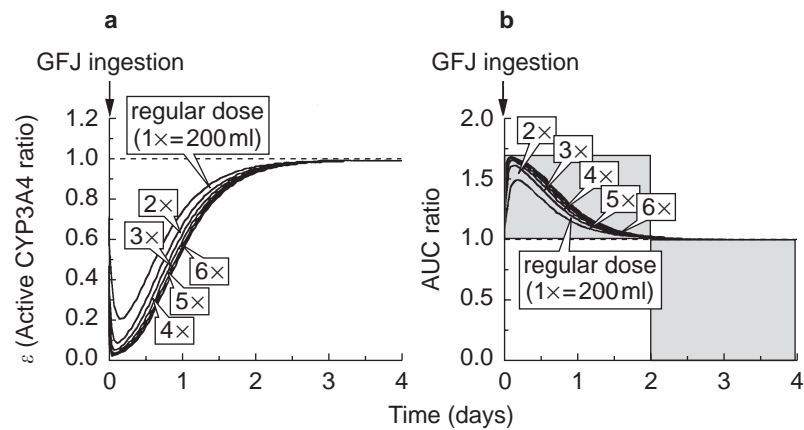 a
GFJ ingestion
1.2
1.0
0.8
0.6
0.4
0.2
0.0
ε (Active CYP3A4 ratio)
regular dose
(1×=200 ml)
2×
3×
6×
5×
4×
0 1 2 3 4
b
GFJ ingestion
2.0
1.5
1.0
0.5
0.0
AUC ratio
2×
3×
4×
5×
6×
regular dose
(1×=200 ml)
0 1 2 3 4
Time (days)